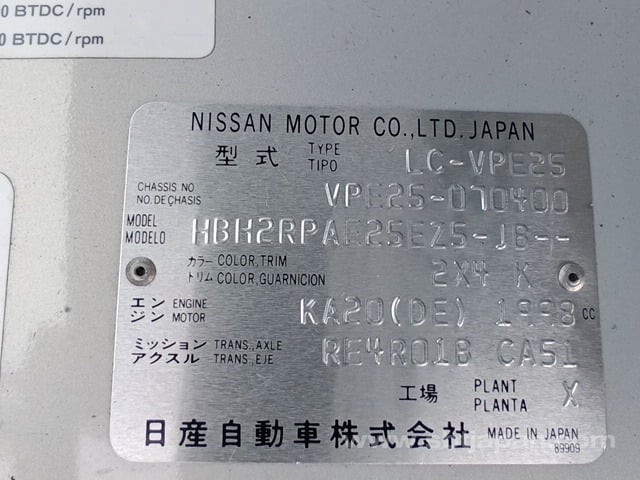 0 BTDC/rpm
0 BTDC/rpm
NISSAN MOTOR CO.,LTD.JAPAN
型式 TYPE TIPO LC-VPE25
CHASSIS NO. NO.DE CHASIS VPE25-070400
MODEL MODELO HBH2RPAE25EZ5-JB--
カラー COLOR,TRIM
トリム COLOR,GUARNICION 2X4 K
エンジン ENGINE MOTOR KA20(DE) 1998 CC
ミッション TRANS.,AXLE
アクスル TRANS.,EJE RE4R01B CA51
工場 PLANT PLANTA X
日産自動車株式会社 MADE IN JAPAN
89909